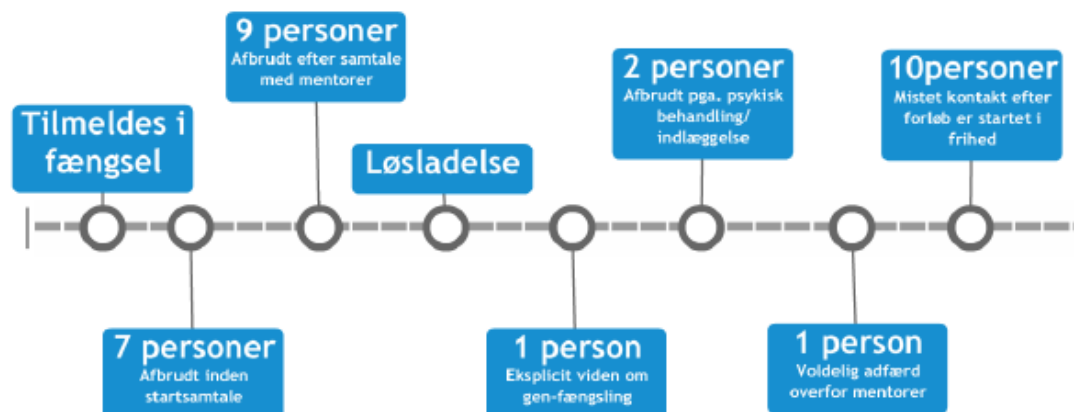 Tilmeldes i
fængsel
7 personer
Afbrudt inden
startsamtale
9 personer
Afbrudt efter samtale
med mentorer
Løsladelse
1 person
Eksplicit viden om
gen-fængsling
2 personer
Afbrudt pga. psykisk
behandling/
indlæggelse
1 person
Voldelig adfærd
overfor mentorer
10personer
Mistet kontakt efter
forløb er startet i
frihed